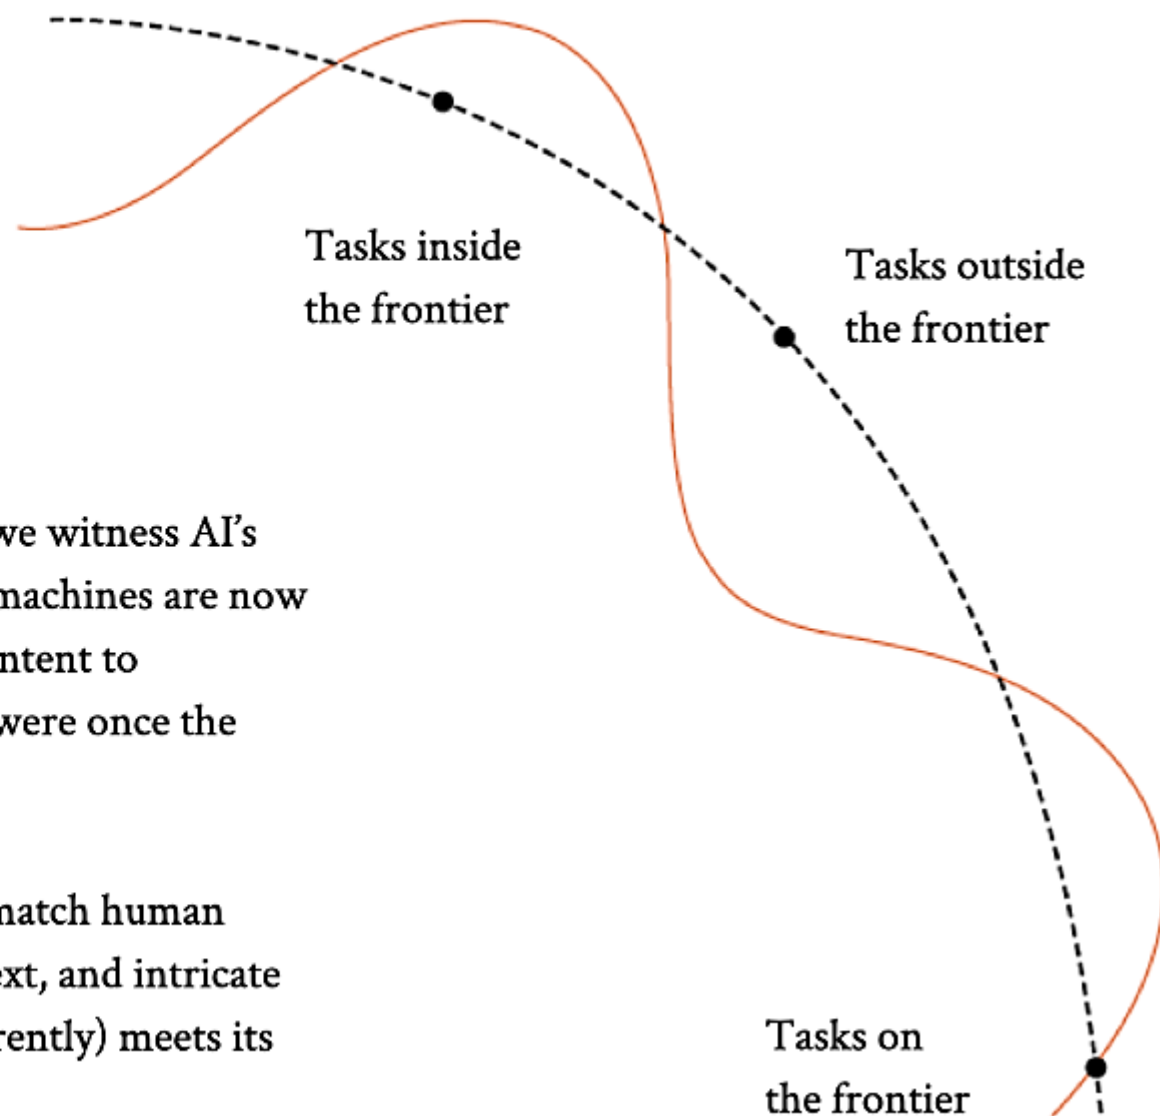 Tasks inside
the frontier
Tasks outside
the frontier
we witness AI’s
machines are now
ntent to
were once the
match human
ext, and intricate
rently) meets its
Tasks on
the frontier